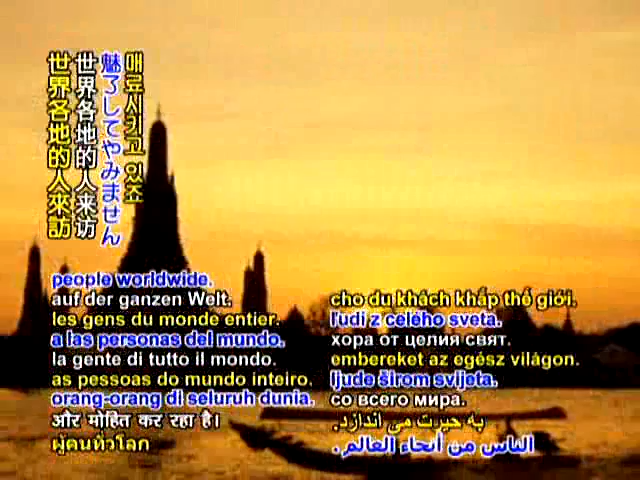 世界各地的人來訪
世界各地的人来访
魅了してやみません
매료시키고 있죠
people worldwide.
auf der ganzen Welt.
les gens du monde entier.
a las personas del mundo.
la gente di tutto il mondo.
as pessoas do mundo inteiro.
orang-orang di seluruh dunia.
और मोहित कर रहा है।
ผู้คนทั่วโลก
cho du khách khắp thế giới.
ľudí z celého sveta.
хора от целия свят.
embereket az egész világon.
ljude širom svijeta.
со всего мира.
به حیرت می اندازد.
الناس من أنحاء العالم.